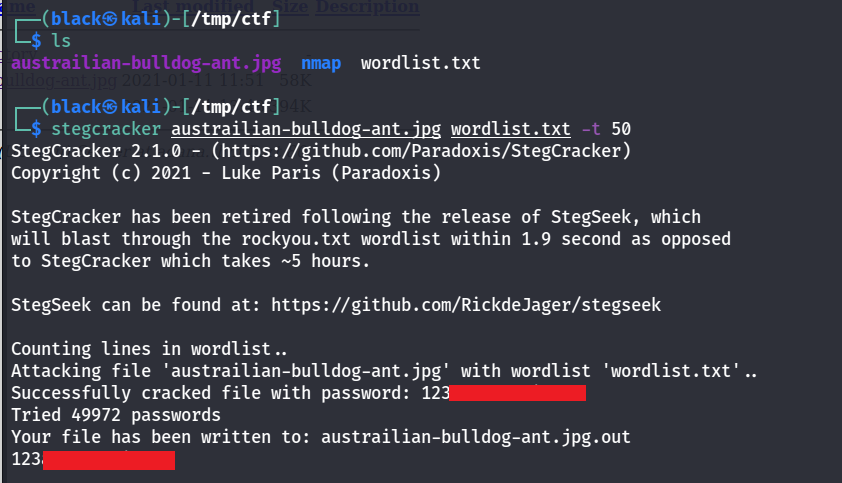 (black㉿kali)-[/tmp/ctf]
$ ls
austrailian-bulldog-ant.jpg nmap wordlist.txt
(black㉿kali)-[/tmp/ctf]
$ stegcracker austrailian-bulldog-ant.jpg wordlist.txt -t 50
StegCracker 2.1.0 - (https://github.com/Paradoxis/StegCracker)
Copyright (c) 2021 - Luke Paris (Paradoxis)
StegCracker has been retired following the release of StegSeek, which
will blast through the rockyou.txt wordlist within 1.9 second as opposed
to StegCracker which takes ~5 hours.
StegSeek can be found at: https://github.com/RickdeJager/stegseek
Counting lines in wordlist..
Attacking file 'austrailian-bulldog-ant.jpg' with wordlist 'wordlist.txt'..
Successfully cracked file with password: 123
Tried 49972 passwords
Your file has been written to: austrailian-bulldog-ant.jpg.out
123